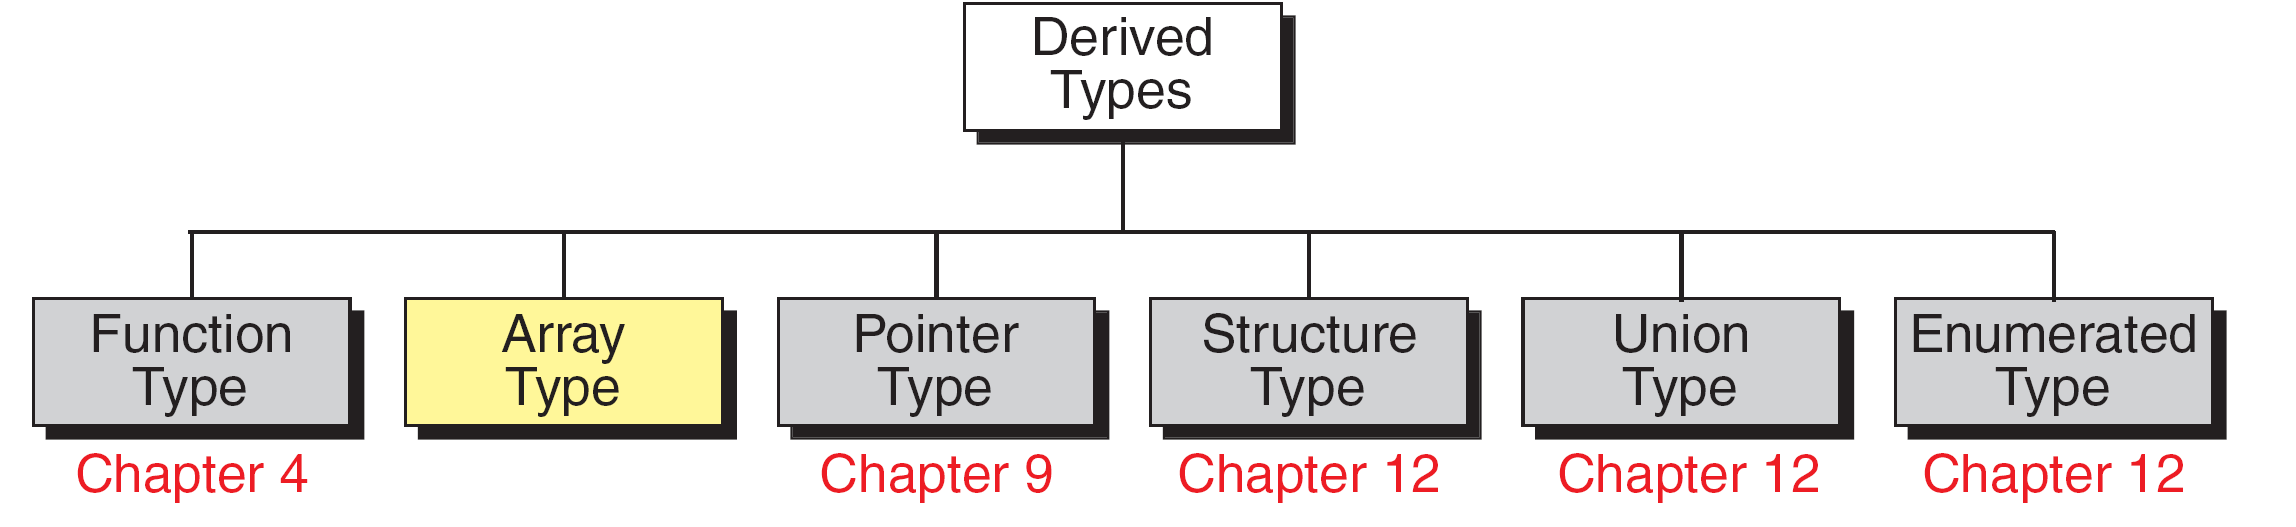 Derived
Types
Function
Type
Array
Type
Pointer
Type
Structure
Type
Union
Type
Enumerated
Type
Chapter 4
Chapter 9
Chapter 12
Chapter 12
Chapter 12